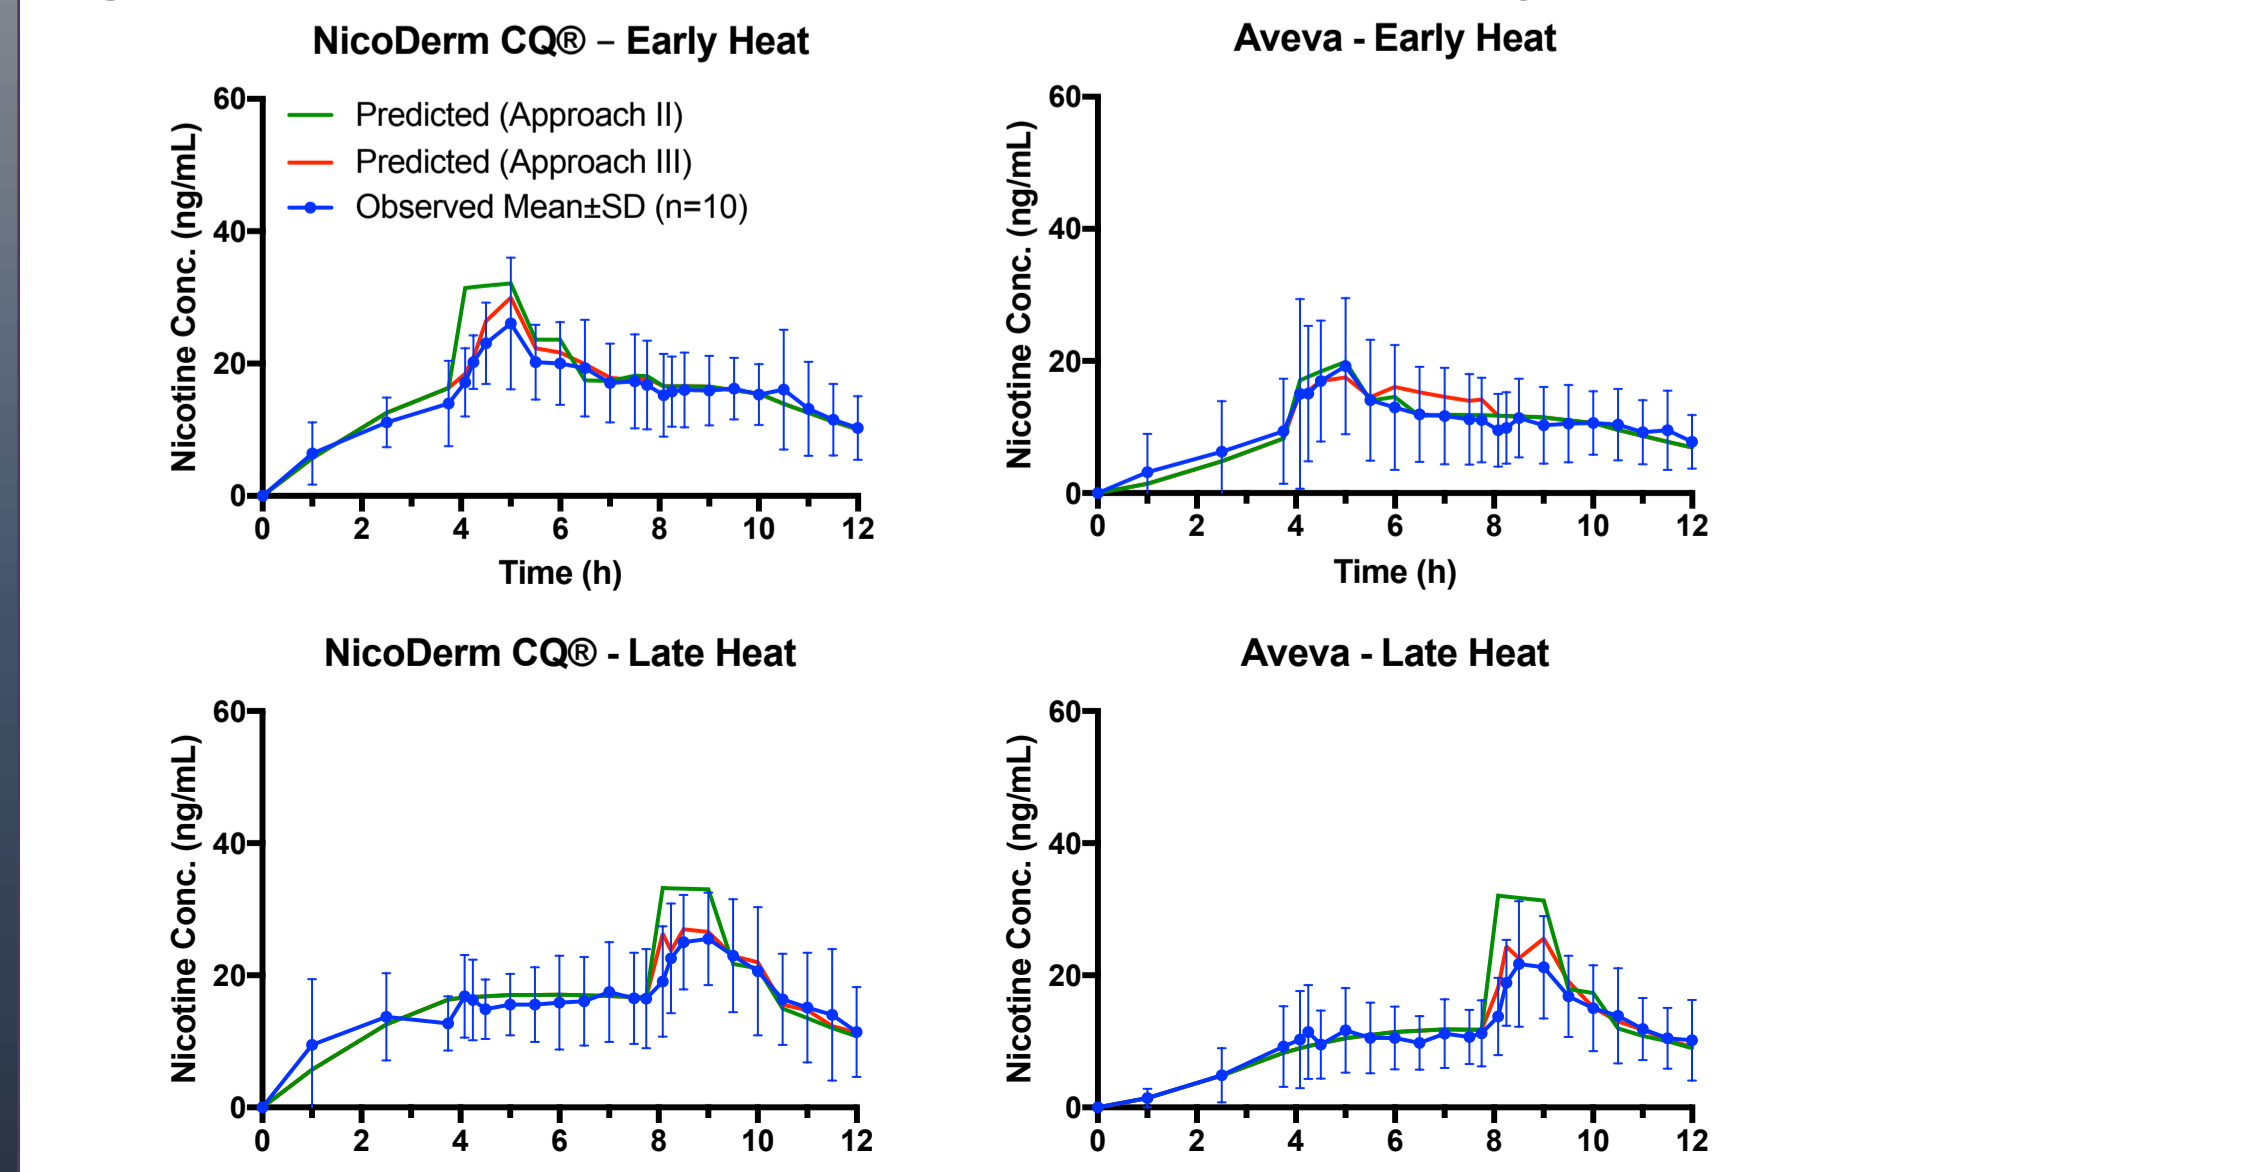 NicoDerm CQ® – Early Heat
60
40
20
0
Nicotine Conc. (ng/mL)
Predicted (Approach II)
Predicted (Approach III)
Observed Mean±SD (n=10)
0 2 4 6 8 10 12
Time (h)
Aveva - Early Heat
60
40
20
0
Nicotine Conc. (ng/mL)
0 2 4 6 8 10 12
Time (h)
NicoDerm CQ® - Late Heat
60
40
20
0
Nicotine Conc. (ng/mL)
0 2 4 6 8 10 12
Aveva - Late Heat
60
40
20
0
Nicotine Conc. (ng/mL)
0 2 4 6 8 10 12